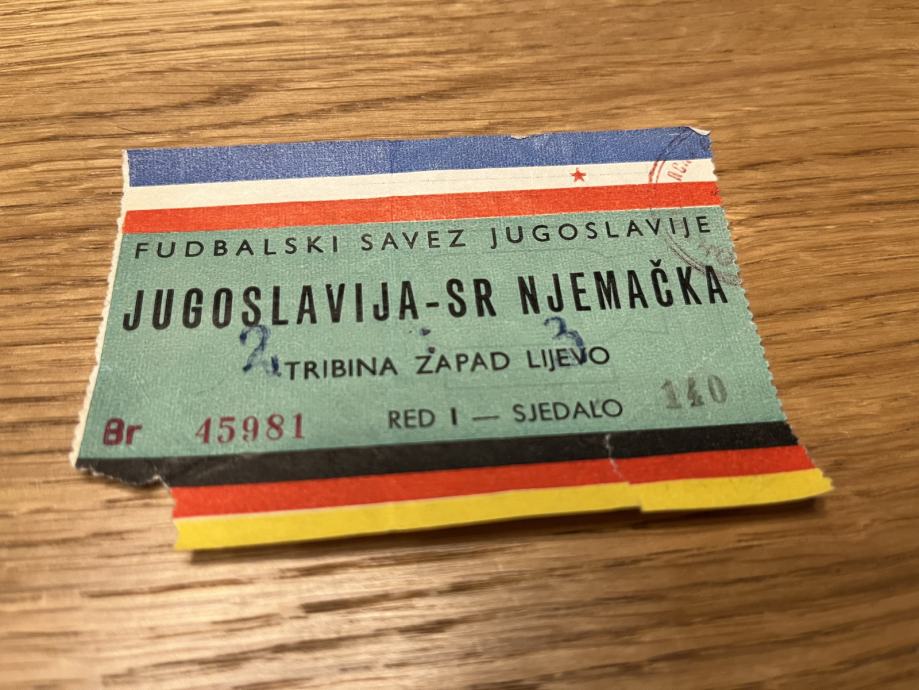 FUDBALSKI SAVEZ JUGOSLAVIJE
JUGOSLAVIJA-SR NJEMAČKA
2 : 3
TRIBINA ZAPAD LIJEVO
RED I — SJEDALO 140
Br 45981